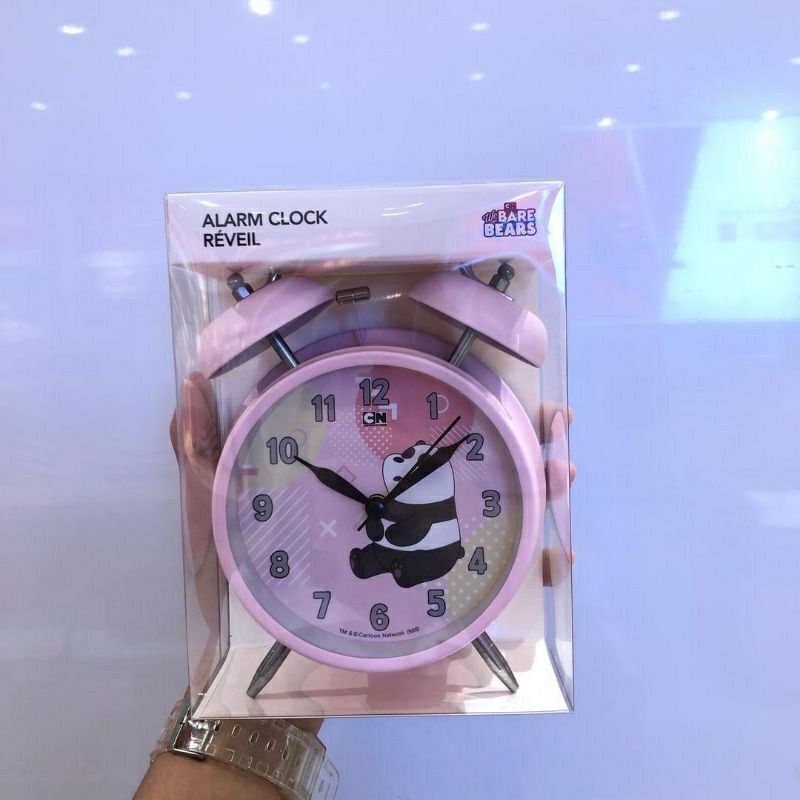 ALARM CLOCK
RÉVEIL
CN
We BARE
BEARS
12
11 1
CN
10 2
9 3
8 4
7 5
6
TM & © Cartoon Network